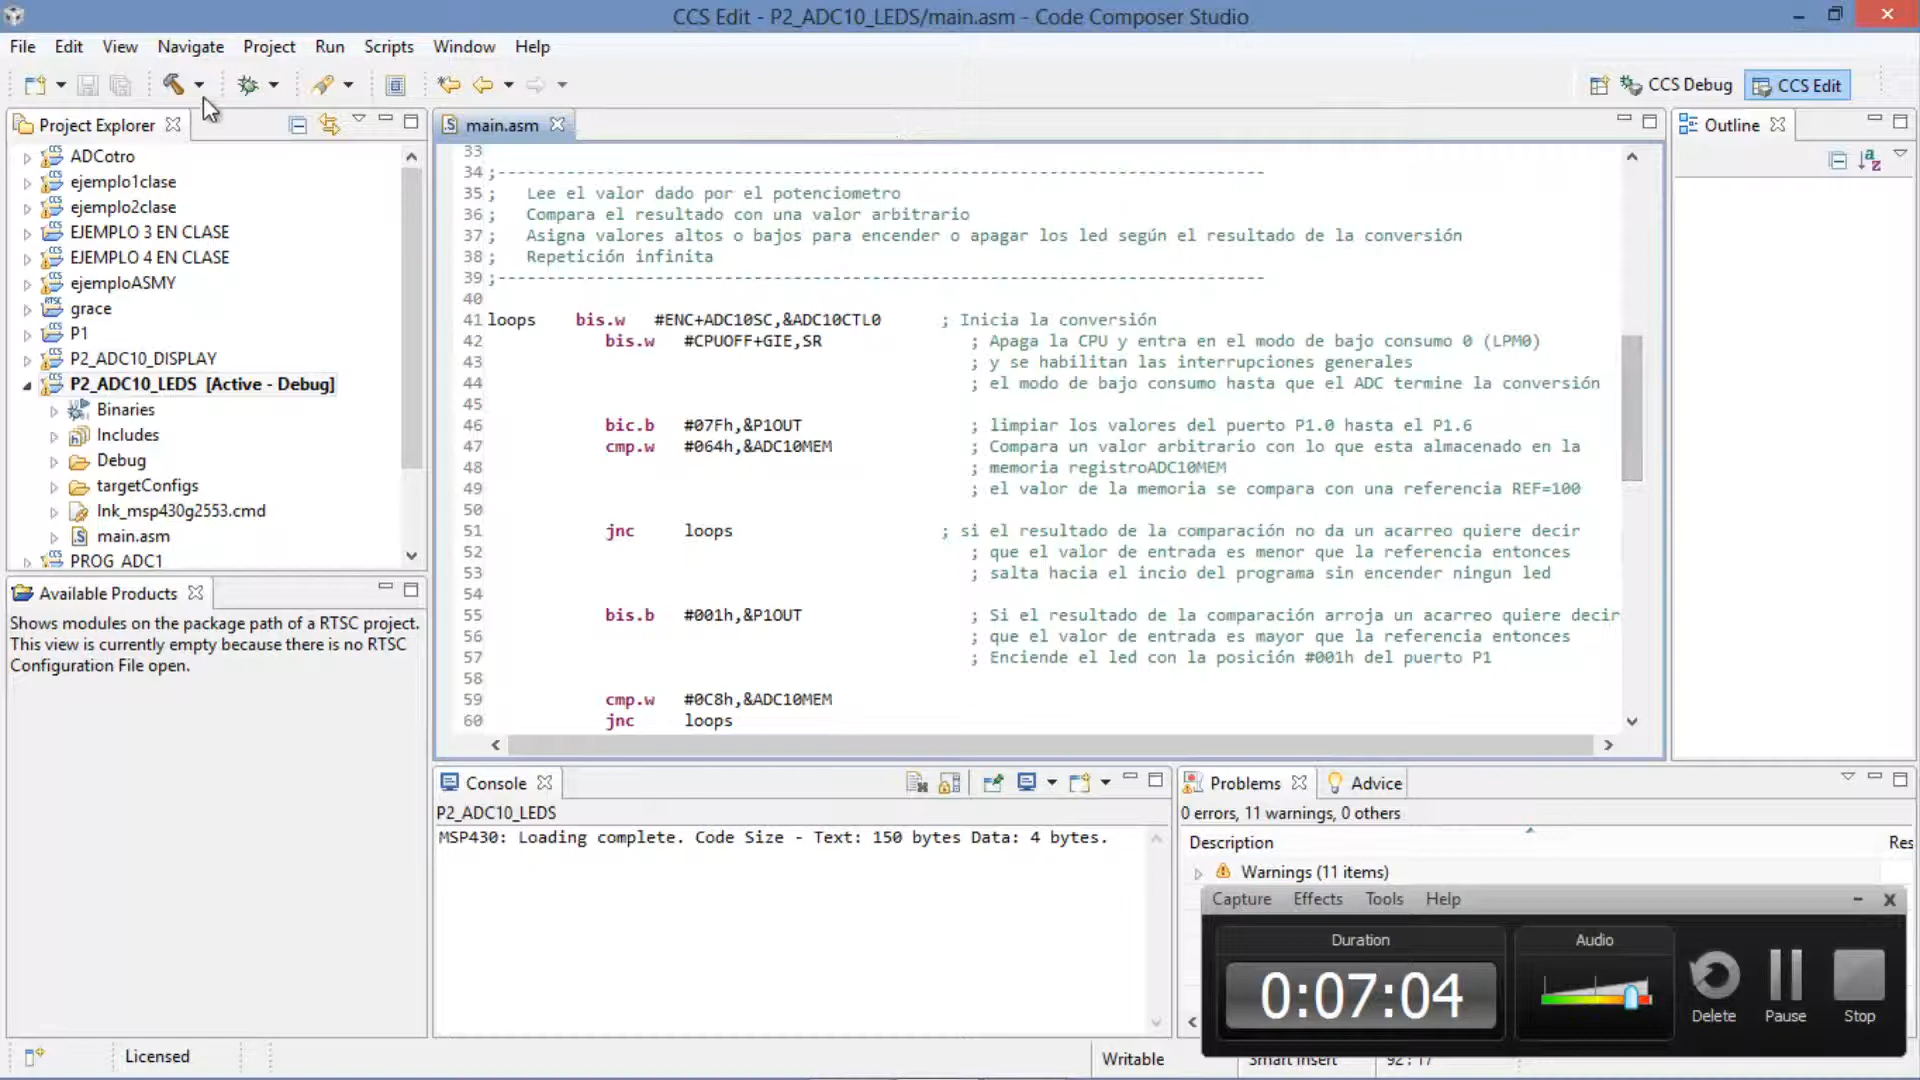 CCS Edit - P2_ADC10_LEDS/main.asm - Code Composer Studio
File Edit View Navigate Project Run Scripts Window Help
CCS Debug CCS Edit
Project Explorer
ADCotro
ejemplo1clase
ejemplo2clase
EJEMPLO 3 EN CLASE
EJEMPLO 4 EN CLASE
ejemploASMY
grace
P1
P2_ADC10_DISPLAY
P2_ADC10_LEDS [Active - Debug]
Binaries
Includes
Debug
targetConfigs
lnk_msp430g2553.cmd
main.asm
PROG ADC1
Available Products
Shows modules on the package path of a RTSC project.
This view is currently empty because there is no RTSC
Configuration File open.
main.asm
33
34 ;------------------------------------------------------------------------------
35 ; Lee el valor dado por el potenciometro
36 ; Compara el resultado con una valor arbitrario
37 ; Asigna valores altos o bajos para encender o apagar los led según el resultado de la conversión
38 ; Repetición infinita
39 ;------------------------------------------------------------------------------
40
41 loops bis.w #ENC+ADC10SC,&ADC10CTL0 ; Inicia la conversión
42 bis.w #CPUOFF+GIE,SR ; Apaga la CPU y entra en el modo de bajo consumo 0 (LPM0)
43 ; y se habilitan las interrupciones generales
44 ; el modo de bajo consumo hasta que el ADC termine la conversión
45
46 bic.b #07Fh,&P1OUT ; limpiar los valores del puerto P1.0 hasta el P1.6
47 cmp.w #064h,&ADC10MEM ; Compara un valor arbitrario con lo que esta almacenado en la
48 ; memoria registroADC10MEM
49 ; el valor de la memoria se compara con una referencia REF=100
50
51 jnc loops ; si el resultado de la comparación no da un acarreo quiere decir
52 ; que el valor de entrada es menor que la referencia entonces
53 ; salta hacia el incio del programa sin encender ningun led
54
55 bis.b #001h,&P1OUT ; Si el resultado de la comparación arroja un acarreo quiere decir
56 ; que el valor de entrada es mayor que la referencia entonces
57 ; Enciende el led con la posición #001h del puerto P1
58
59 cmp.w #0C8h,&ADC10MEM
60 jnc loops
Outline
Console
P2_ADC10_LEDS
MSP430: Loading complete. Code Size - Text: 150 bytes Data: 4 bytes.
Problems Advice
0 errors, 11 warnings, 0 others
Description Res
Warnings (11 items)
Capture Effects Tools Help
Duration
0:07:04
Audio
Delete Pause Stop
Licensed
Writable
Smart Insert
92 : 17